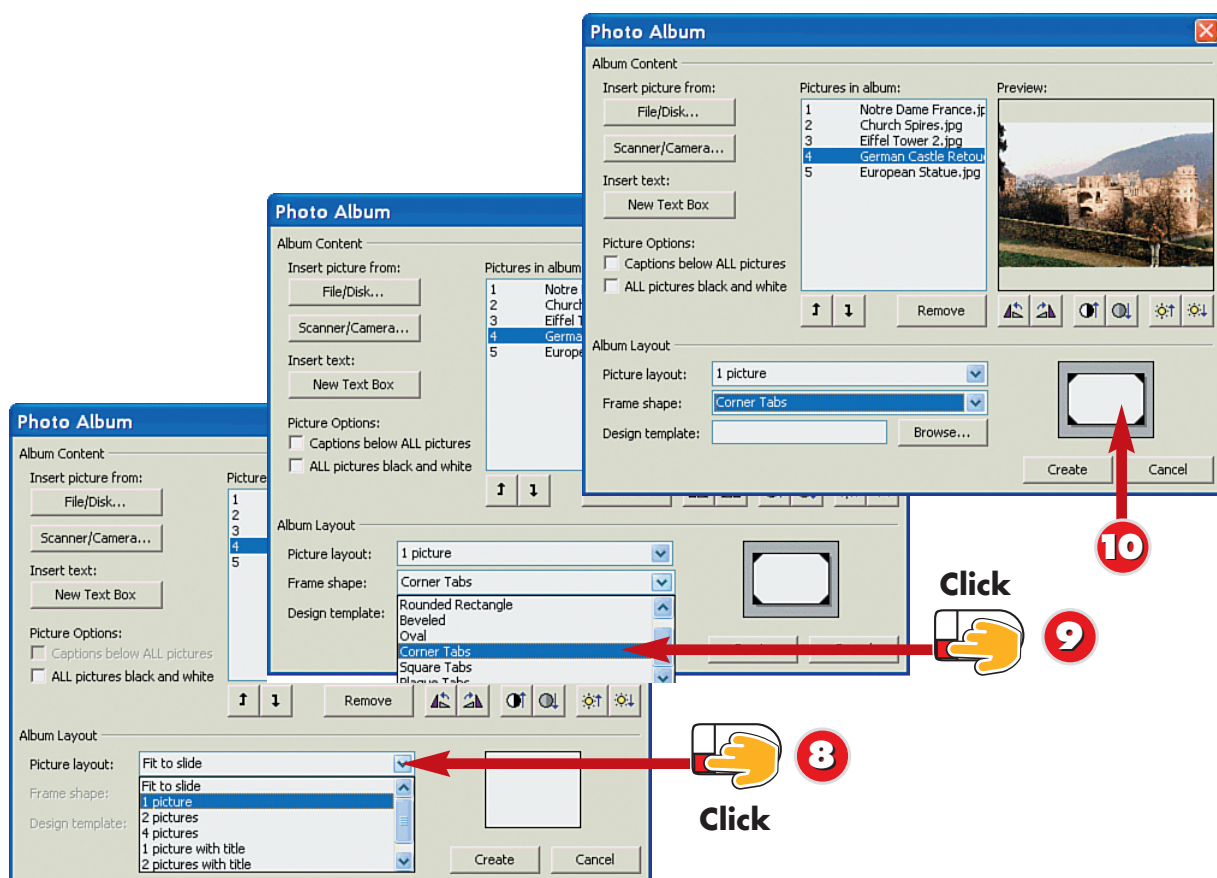 Photo Album
Album Content
Insert picture from:
File/Disk...
Scanner/Camera...
Insert text:
New Text Box
Picture Options:
Captions below ALL pictures
ALL pictures black and white
Pictures in album:
1 Notre Dame France.jp
2 Church Spires.jpg
3 Eiffel Tower 2.jpg
4 German Castle Retou
5 European Statue.jpg
Remove
Preview:
Album Layout
Picture layout: 1 picture
Frame shape: Corner Tabs
Design template:
Browse...
Create
Cancel
10
Photo Album
Album Content
Insert picture from:
File/Disk...
Scanner/Camera...
Insert text:
New Text Box
Picture Options:
Captions below ALL pictures
ALL pictures black and white
Pictures in album
1 Notre
2 Church
3 Eiffel T
4 Germa
5 Europe
Album Layout
Picture layout: 1 picture
Frame shape: Corner Tabs
Design template:
Rounded Rectangle
Beveled
Oval
Corner Tabs
Square Tabs
Plaque Tabs
Click
9
Photo Album
Album Content
Insert picture from:
File/Disk...
Scanner/Camera...
Insert text:
New Text Box
Picture Options:
Captions below ALL pictures
ALL pictures black and white
Picture
1
2
3
4
5
Remove
Album Layout
Picture layout: Fit to slide
Frame shape:
Design template:
Fit to slide
1 picture
2 pictures
4 pictures
1 picture with title
2 pictures with title
Create
Cancel
8
Click